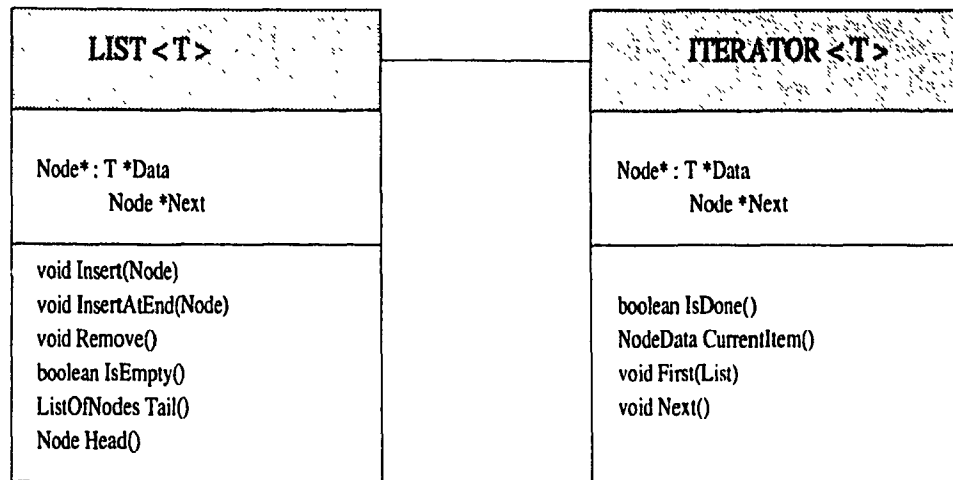 LIST <T>
Node* : T *Data
Node *Next
void Insert(Node)
void InsertAtEnd(Node)
void Remove()
boolean IsEmpty()
ListOfNodes Tail()
Node Head()
ITERATOR <T>
Node* : T *Data
Node *Next
boolean IsDone()
NodeData CurrentItem()
void First(List)
void Next()